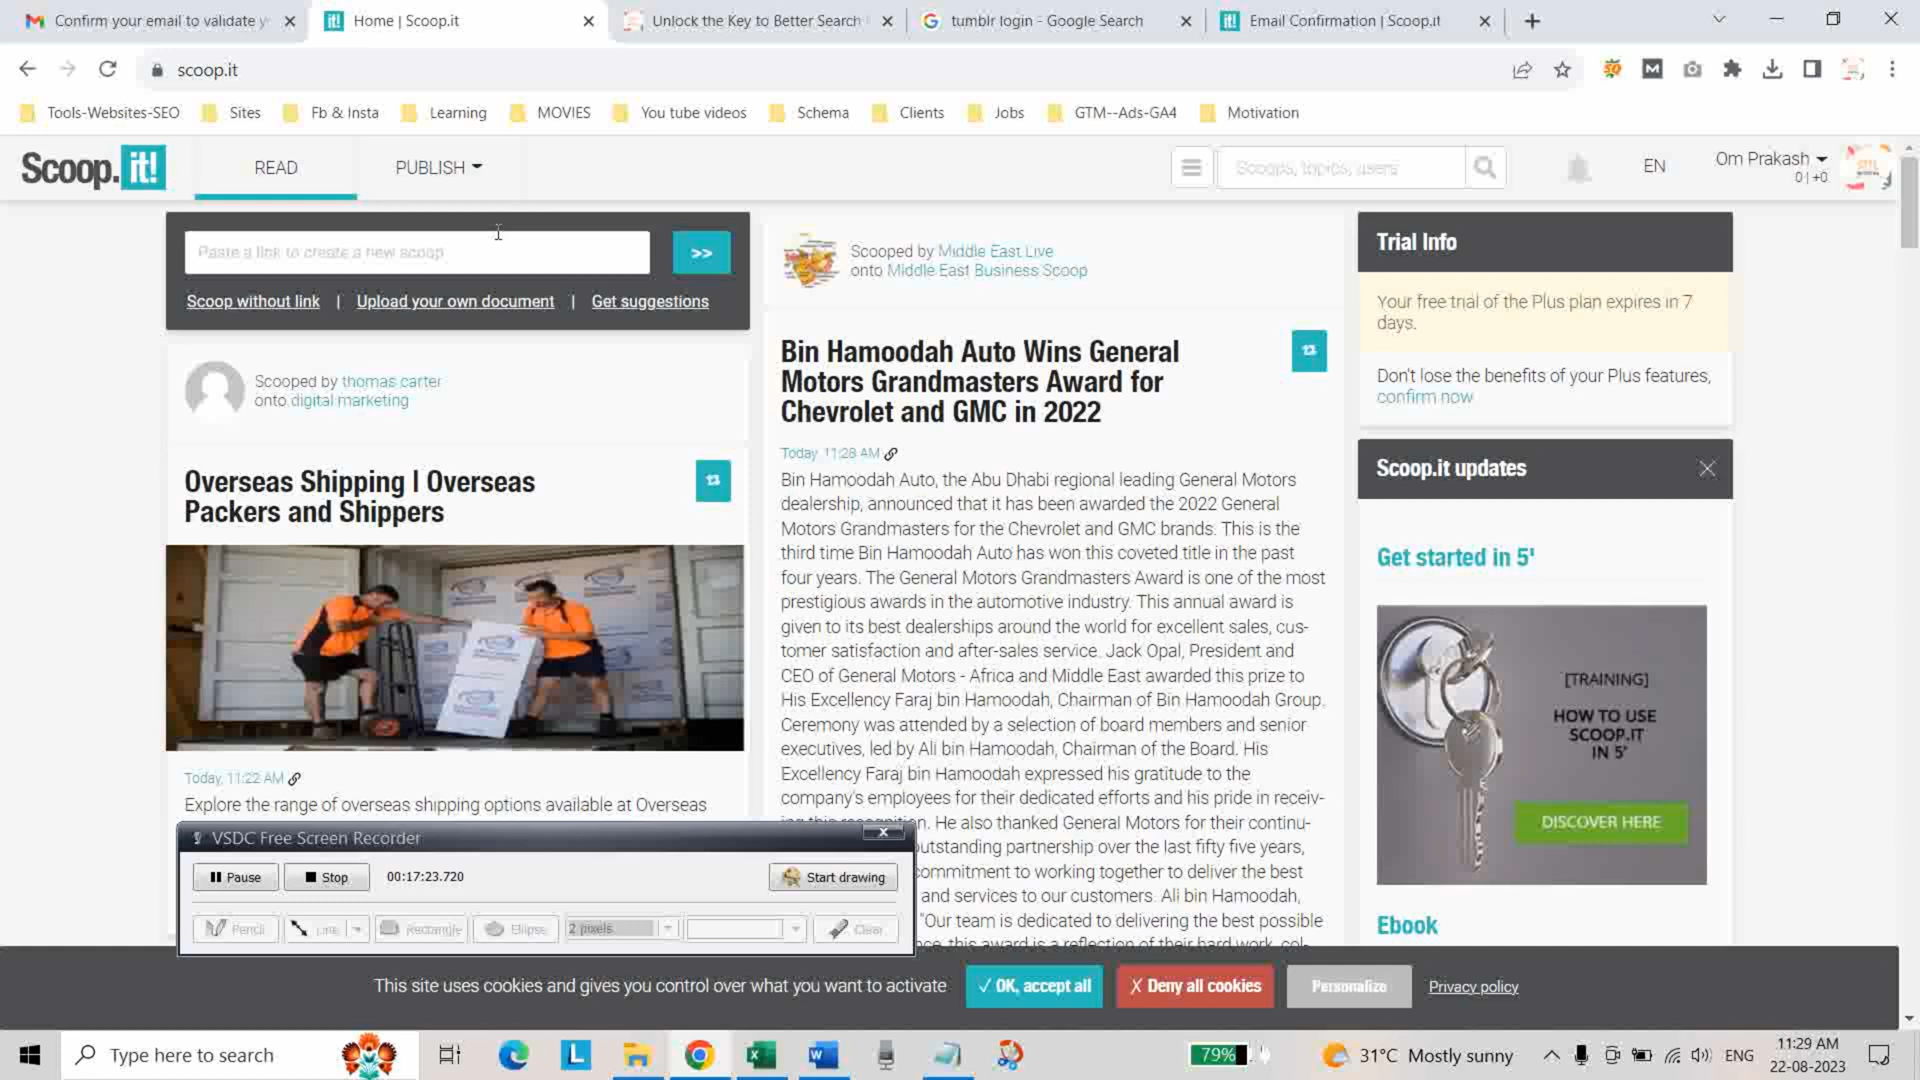 Confirm your email to validate y
Home | Scoop.it
Unlock the Key to Better Search
tumblr login - Google Search
Email Confirmation | Scoop.it
scoop.it
Tools-Websites-SEO
Sites
Fb & Insta
Learning
MOVIES
You tube videos
Schema
Clients
Jobs
GTM--Ads-GA4
Motivation
Scoop.it!
READ
PUBLISH
Scoops, topics, users
EN
Om Prakash
0 | +0
Paste a link to create a new scoop
>>
Scoop without link | Upload your own document | Get suggestions
Scooped by thomas carter
onto digital marketing
Overseas Shipping | Overseas
Packers and Shippers
Today, 11:22 AM
Explore the range of overseas shipping options available at Overseas
Scooped by Middle East Live
onto Middle East Business Scoop
Bin Hamoodah Auto Wins General
Motors Grandmasters Award for
Chevrolet and GMC in 2022
Today, 11:28 AM
Bin Hamoodah Auto, the Abu Dhabi regional leading General Motors
dealership, announced that it has been awarded the 2022 General
Motors Grandmasters for the Chevrolet and GMC brands. This is the
third time Bin Hamoodah Auto has won this coveted title in the past
four years. The General Motors Grandmasters Award is one of the most
prestigious awards in the automotive industry. This annual award is
given to its best dealerships around the world for excellent sales, cus-
tomer satisfaction and after-sales service. Jack Opal, President and
CEO of General Motors - Africa and Middle East awarded this prize to
His Excellency Faraj bin Hamoodah, Chairman of Bin Hamoodah Group.
Ceremony was attended by a selection of board members and senior
executives, led by Ali bin Hamoodah, Chairman of the Board. His
Excellency Faraj bin Hamoodah expressed his gratitude to the
company's employees for their dedicated efforts and his pride in receiv-
ing this recognition. He also thanked General Motors for their continu-
outstanding partnership over the last fifty five years,
commitment to working together to deliver the best
and services to our customers. Ali bin Hamoodah,
"Our team is dedicated to delivering the best possible
this award is a reflection of their hard work, col-
Trial Info
Your free trial of the Plus plan expires in 7
days.
Don't lose the benefits of your Plus features,
confirm now
Scoop.it updates
Get started in 5'
[TRAINING]
HOW TO USE
SCOOP.IT
IN 5'
DISCOVER HERE
Ebook
VSDC Free Screen Recorder
x
Pause
Stop
00:17:23.720
Start drawing
Pencil
Line
Rectangle
Ellipse
2 pixels
Clear
This site uses cookies and gives you control over what you want to activate
✓ OK, accept all
X Deny all cookies
Personalize
Privacy policy
Type here to search
79%
31°C Mostly sunny
ENG
11:29 AM
22-08-2023